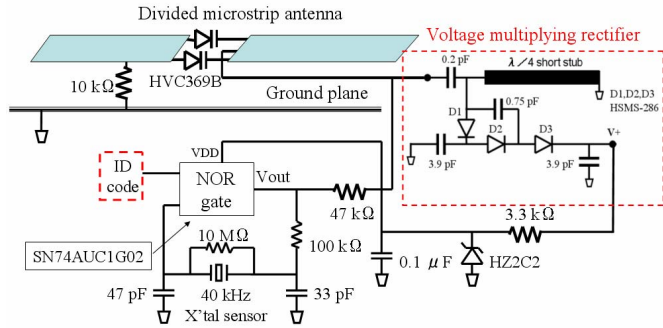 Divided microstrip antenna
Voltage multiplying rectifier
HVC369B
10 kΩ
Ground plane
0.2 pF
λ/4 short stub
D1,D2,D3
HSMS-286
D1
0.75 pF
D2
D3
V+
3.9 pF
3.9 pF
ID
code
VDD
NOR
gate
Vout
47 kΩ
3.3 kΩ
SN74AUC1G02
10 MΩ
100 kΩ
0.1 μF
HZ2C2
47 pF
40 kHz
33 pF
X'tal sensor